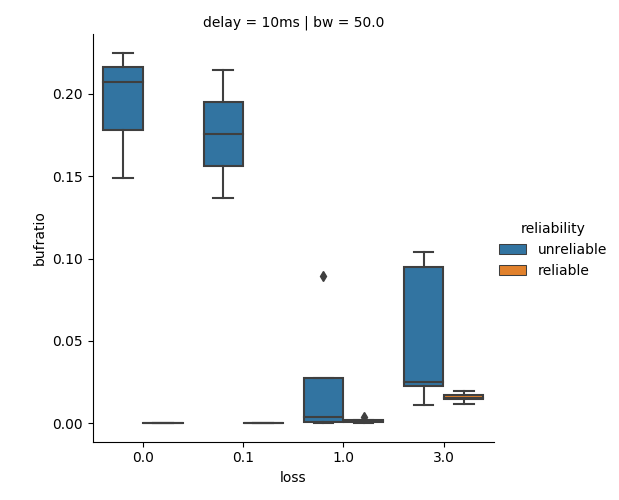 delay = 10ms | bw = 50.0
0.20
0.15
0.10
0.05
0.00
bufratio
0.0
0.1
1.0
3.0
loss
reliability
unreliable
reliable